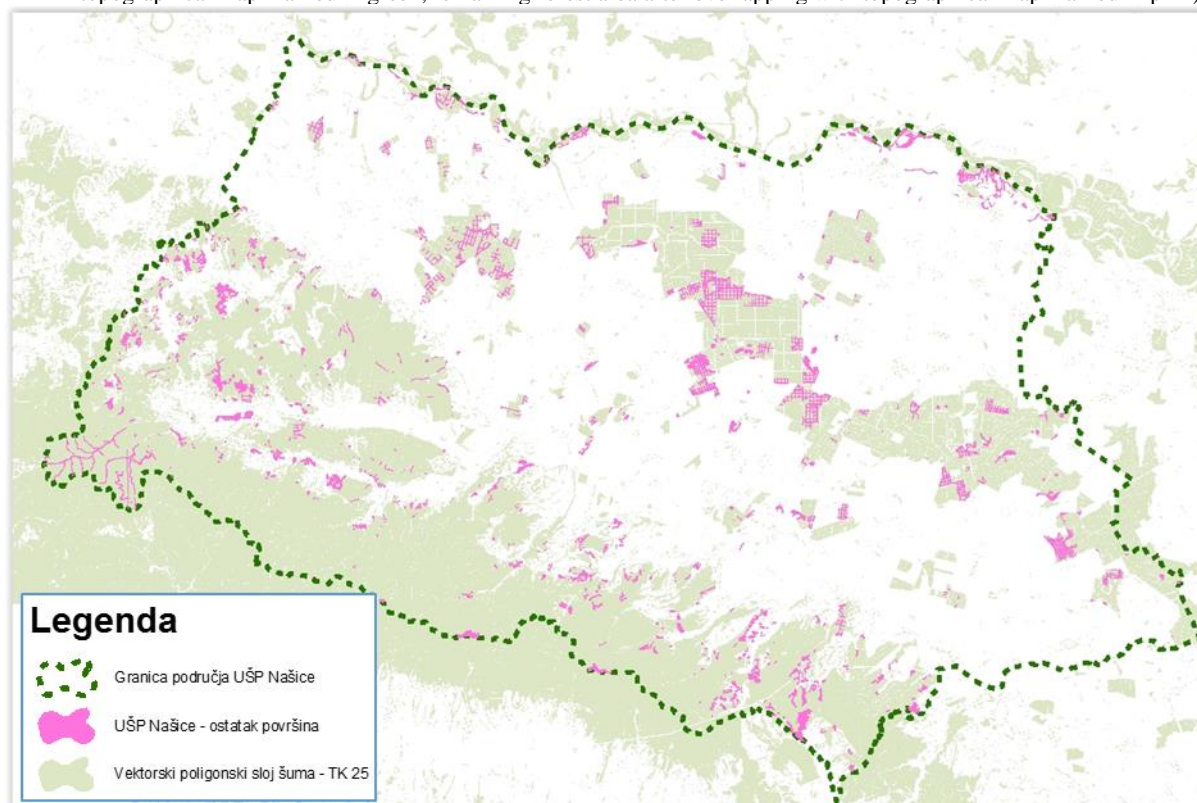 Legenda
Granica područja UŠP Našice
UŠP Našice - ostatak površina
Vektorski poligonski sloj šuma - TK 25